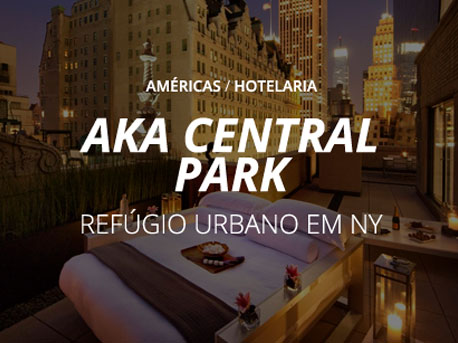 AMÉRICAS / HOTELARIA
AKA CENTRAL
PARK
REFÚGIO URBANO EM NY